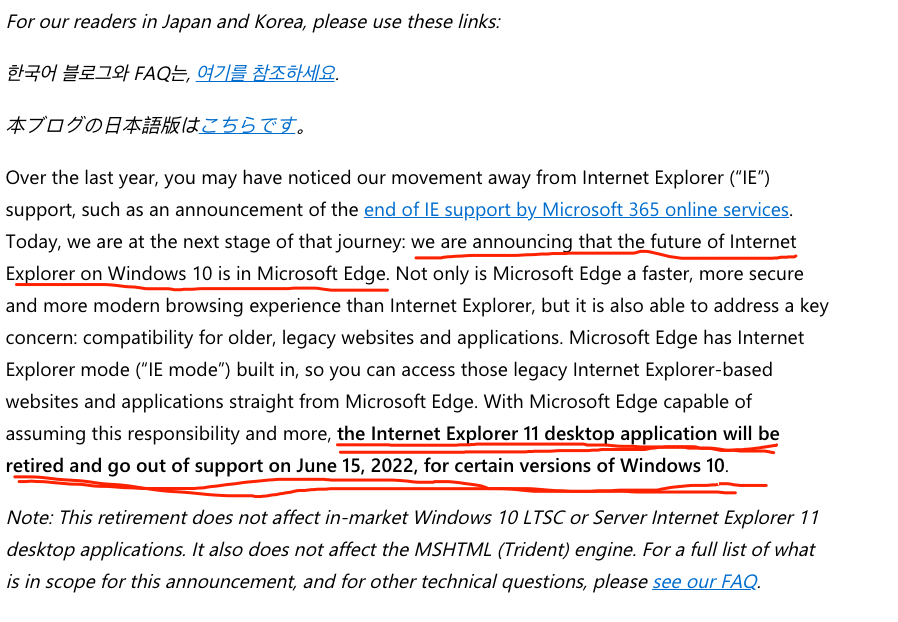 For our readers in Japan and Korea, please use these links:
한국어 블로그와 FAQ는, 여기를 참조하세요.
本ブログの日本語版はこちらです。
Over the last year, you may have noticed our movement away from Internet Explorer (“IE”)
support, such as an announcement of the end of IE support by Microsoft 365 online services.
Today, we are at the next stage of that journey: we are announcing that the future of Internet
Explorer on Windows 10 is in Microsoft Edge. Not only is Microsoft Edge a faster, more secure
and more modern browsing experience than Internet Explorer, but it is also able to address a key
concern: compatibility for older, legacy websites and applications. Microsoft Edge has Internet
Explorer mode (“IE mode”) built in, so you can access those legacy Internet Explorer-based
websites and applications straight from Microsoft Edge. With Microsoft Edge capable of
assuming this responsibility and more, the Internet Explorer 11 desktop application will be
retired and go out of support on June 15, 2022, for certain versions of Windows 10.
Note: This retirement does not affect in-market Windows 10 LTSC or Server Internet Explorer 11
desktop applications. It also does not affect the MSHTML (Trident) engine. For a full list of what
is in scope for this announcement, and for other technical questions, please see our FAQ.